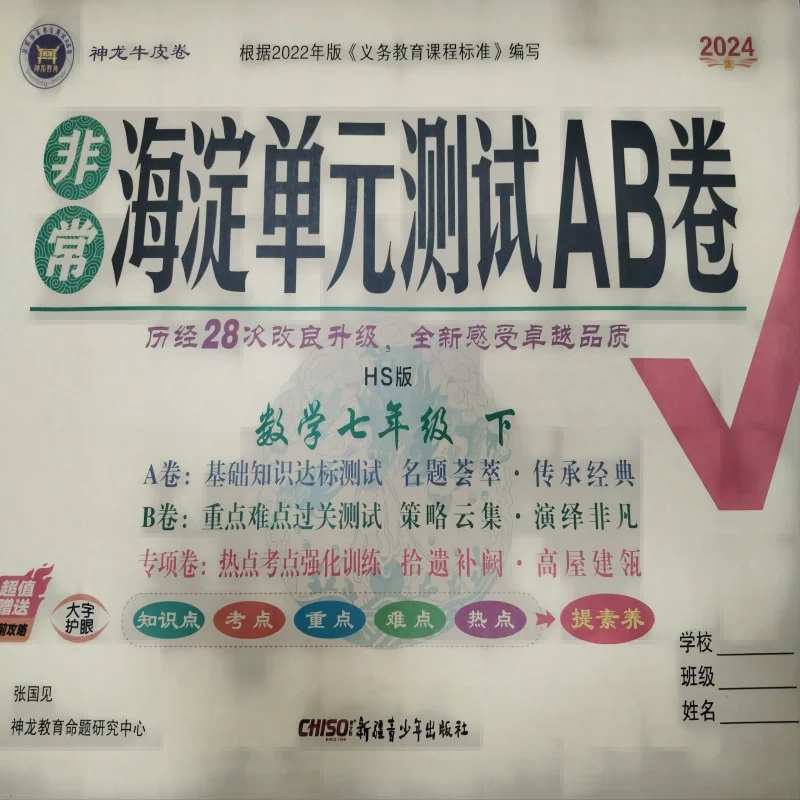 神龙牛皮卷
根据2022年版《义务教育课程标准》编写
2024
版
非常
海淀单元测试AB卷
历经28次改良升级，全新感受卓越品质
HS版
数学七年级 下
A卷：基础知识达标测试 名题荟萃·传承经典
B卷：重点难点过关测试 策略云集·演绎非凡
专项卷：热点考点强化训练 拾遗补阙·高屋建瓴
超值
赠送
前攻略
大字
护眼
知识点 考点 重点 难点 热点 提素养
学校
班级
姓名
张国见
神龙教育命题研究中心
CHISO 新疆青少年出版社